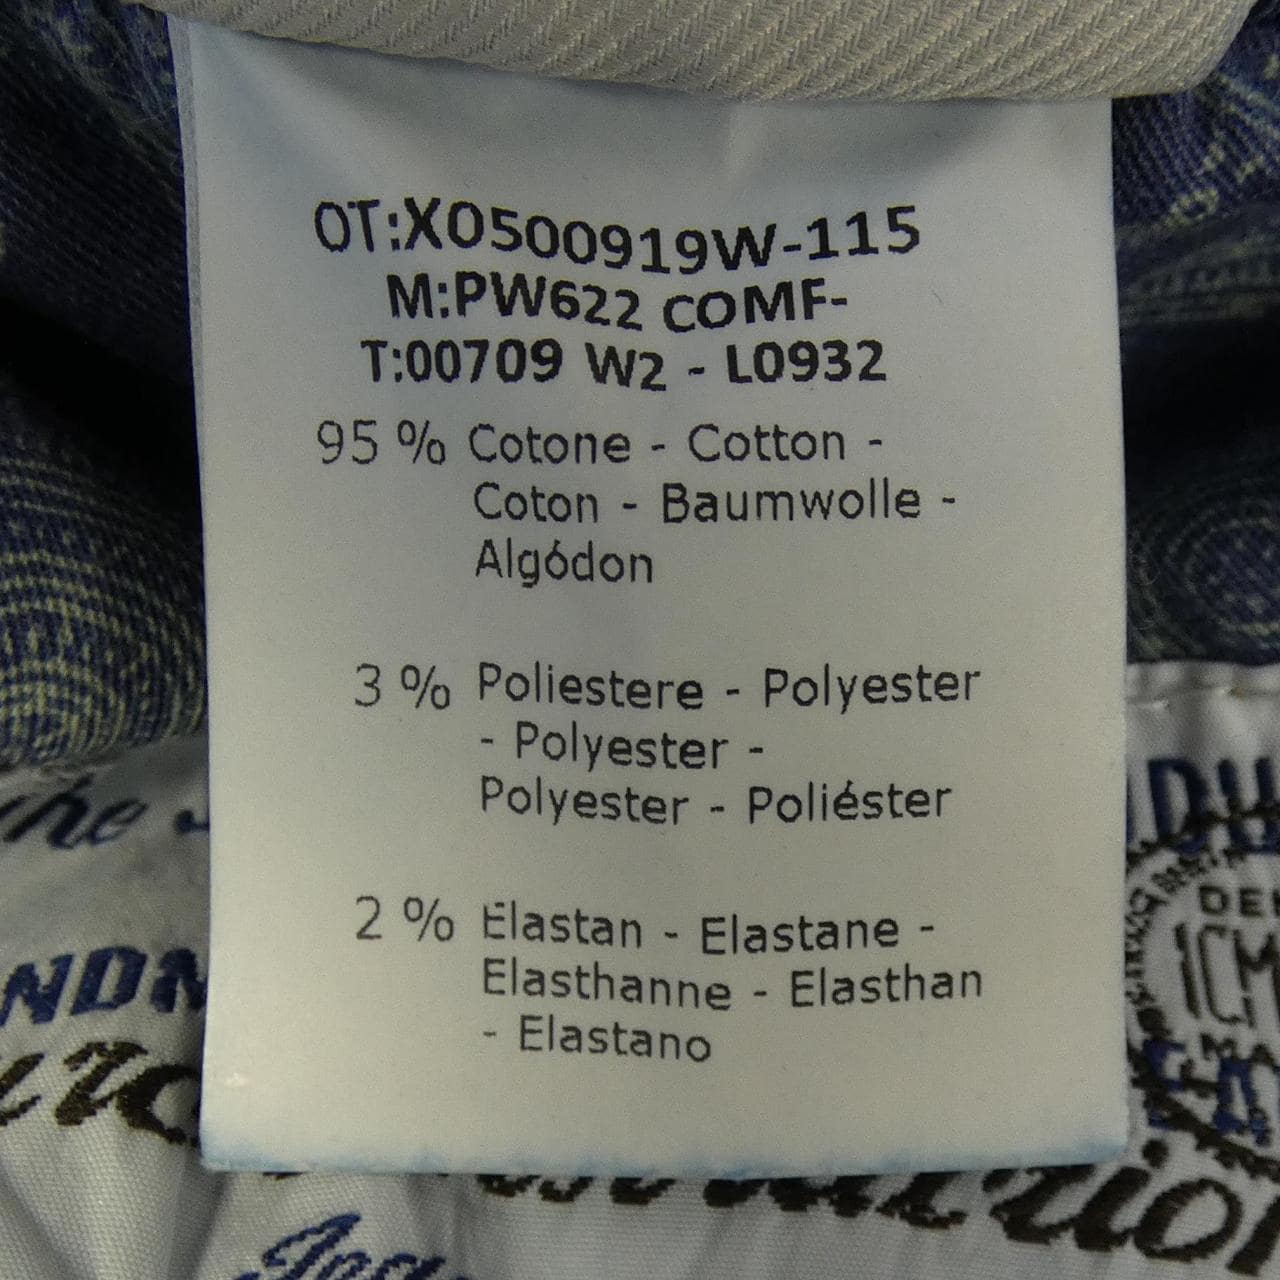 OT:X0500919W-115
M:PW622 COMF-
T:00709 W2 - L0932
95 % Cotone - Cotton -
Coton - Baumwolle -
Algódon
3 % Poliestere - Polyester
- Polyester -
Polyester - Poliéster
2 % Elastan - Elastane -
Elasthanne - Elasthan
- Elastano